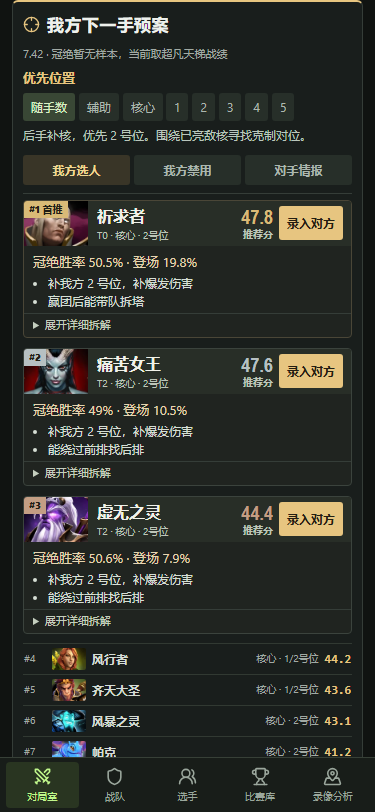 我方下一手预案
7.42 · 冠绝暂无样本，当前取超凡天梯战绩
优先位置
随手数 辅助 核心 1 2 3 4 5
后手补核，优先 2 号位。围绕已亮敌核寻找克制对位。
我方选人 我方禁用 对手情报
#1 首推 祈求者 47.8 录入对方
T0 · 核心 · 2号位 推荐分
冠绝胜率 50.5% · 登场 19.8%
• 补我方 2 号位，补爆发伤害
• 赢团后能带队拆塔
▶ 展开详细拆解
#2 痛苦女王 47.6 录入对方
T2 · 核心 · 2号位 推荐分
冠绝胜率 49% · 登场 10.5%
• 补我方 2 号位，补爆发伤害
• 能绕过前排找后排
▶ 展开详细拆解
#3 虚无之灵 44.4 录入对方
T2 · 核心 · 2号位 推荐分
冠绝胜率 50.6% · 登场 7.9%
• 补我方 2 号位，补爆发伤害
• 能绕过前排找后排
▶ 展开详细拆解
#4 风行者 核心 · 1/2号位 44.2
#5 齐天大圣 核心 · 1/2号位 43.6
#6 风暴之灵 核心 · 2号位 43.1
#7 帕克 核心 · 2号位 41.2
对局室 战队 选手 比赛库 录像分析